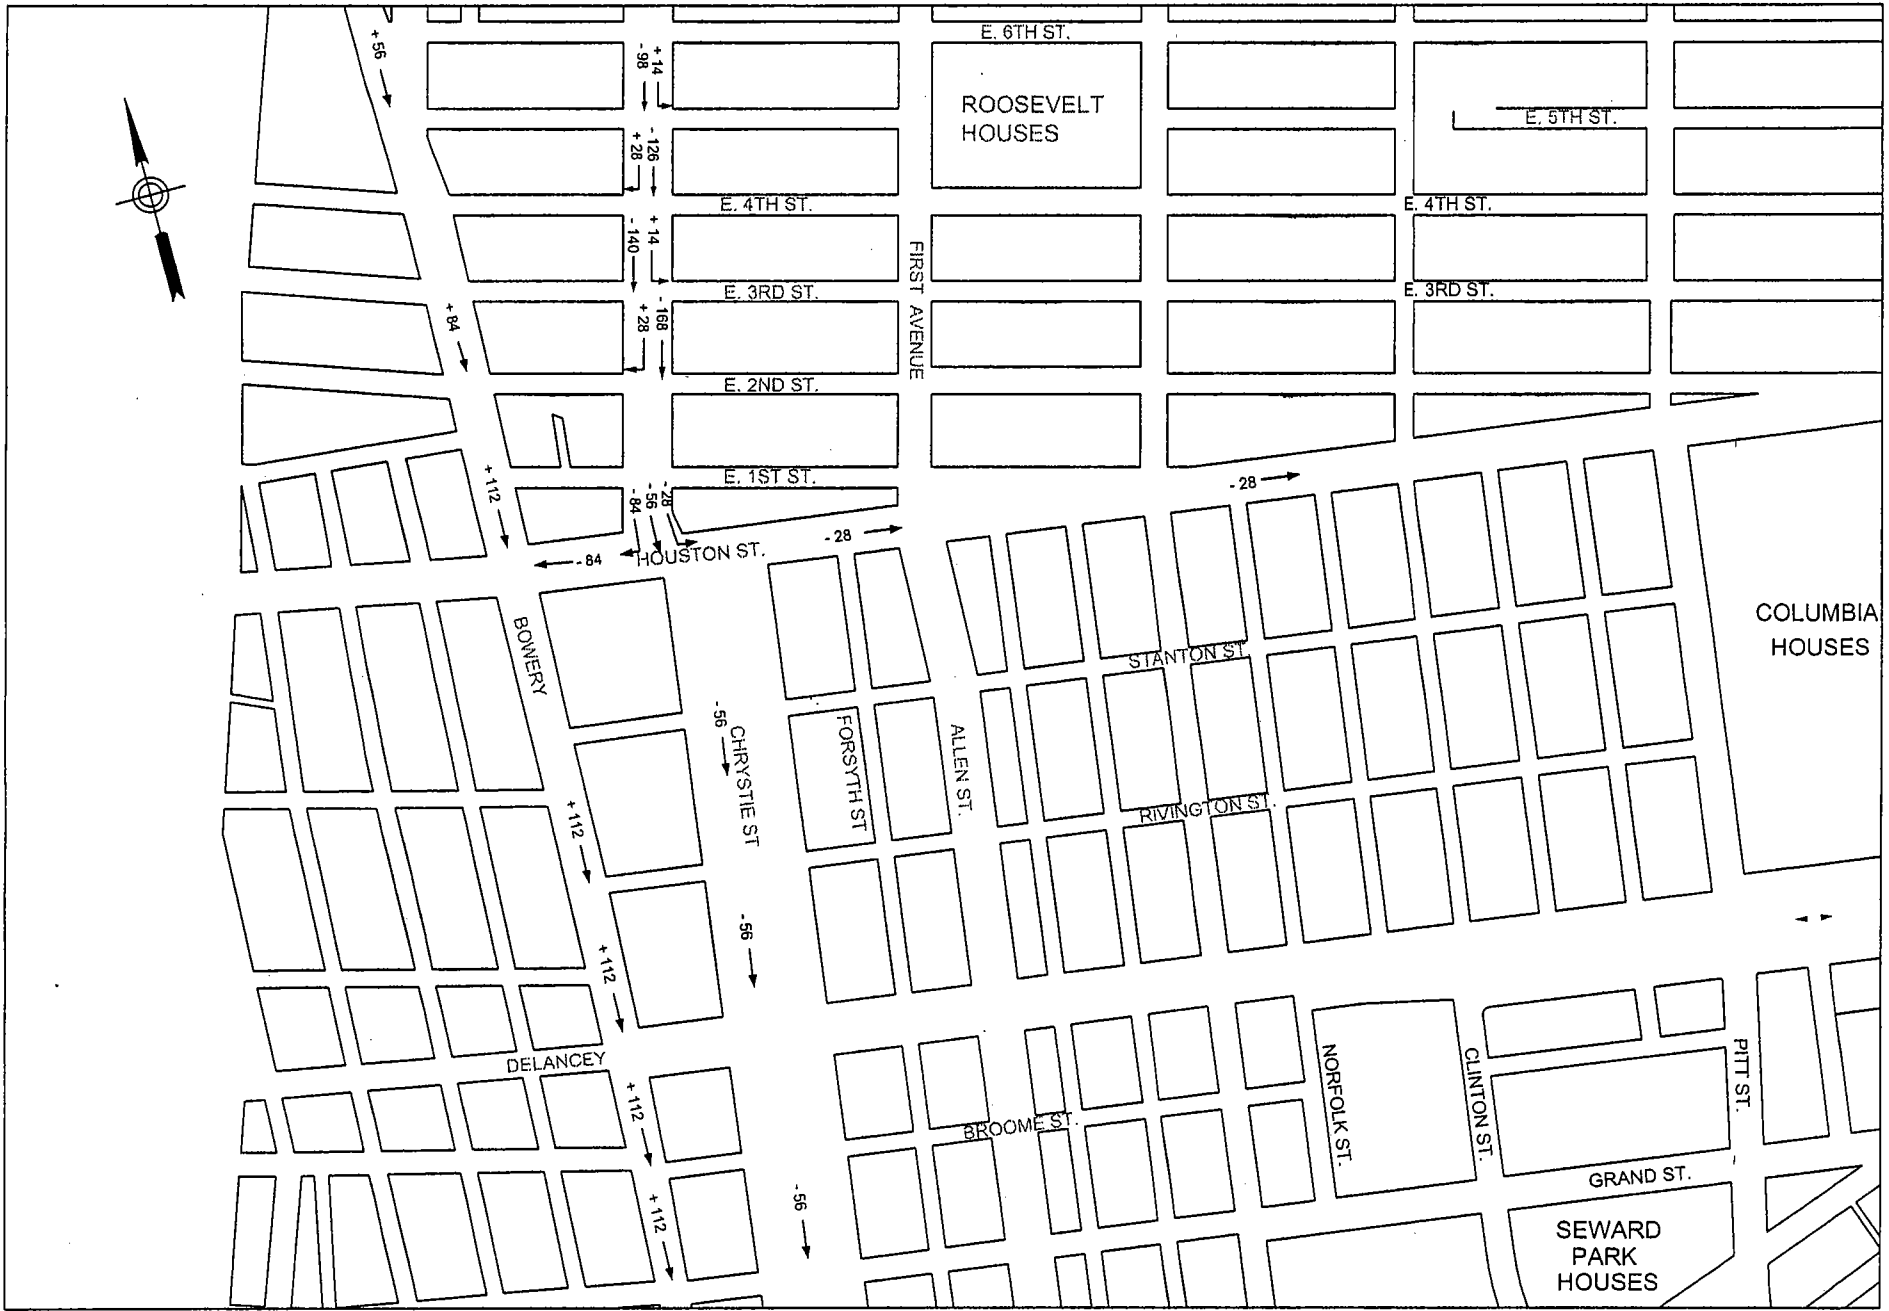 E. 6TH ST.
+ 56
- 98
+ 14
ROOSEVELT
HOUSES
E. 5TH ST.
+ 28
- 126
E. 4TH ST.
E. 4TH ST.
- 140
+ 14
FIRST AVENUE
E. 3RD ST.
E. 3RD ST.
+ 84
+ 28
- 168
E. 2ND ST.
+ 112
E. 1ST ST.
- 84
- 56
- 28
- 28
- 28
- 84
HOUSTON ST.
BOWERY
COLUMBIA
HOUSES
STANTON ST.
- 56
CHRYSTIE ST
FORSYTH ST
ALLEN ST.
+ 112
RIVINGTON ST.
- 56
+ 112
DELANCEY
+ 112
BROOME ST.
NORFOLK ST.
CLINTON ST.
PITT ST.
GRAND ST.
+ 112
- 56
SEWARD
PARK
HOUSES